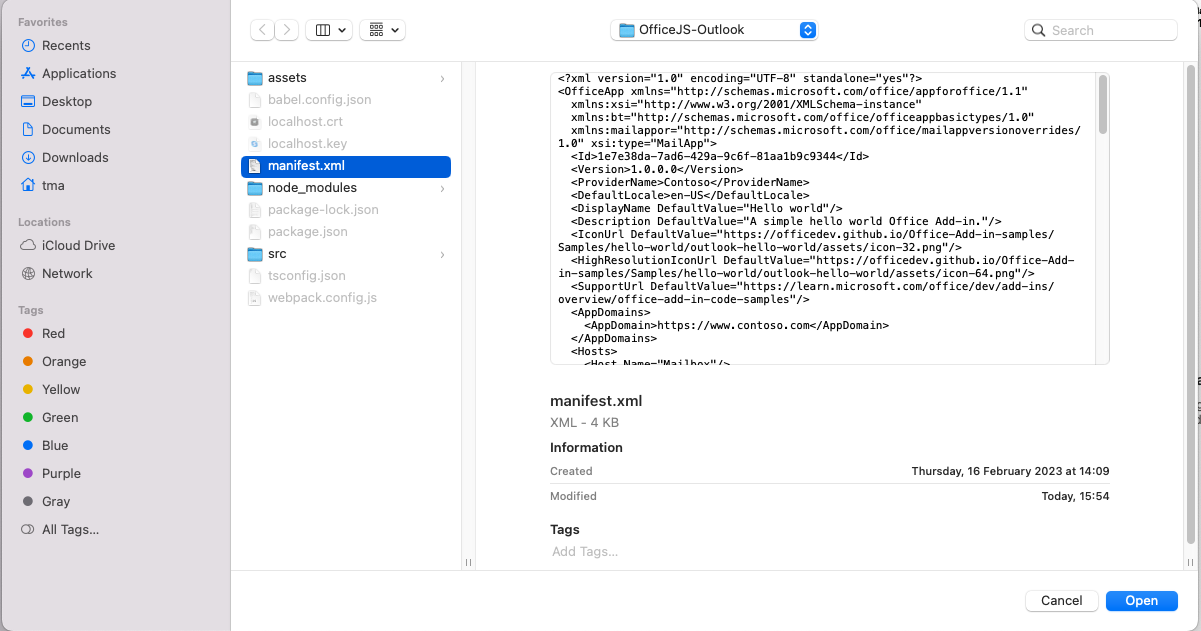 Favorites
Recents
Applications
Desktop
Documents
Downloads
tma
Locations
iCloud Drive
Network
Tags
Red
Orange
Yellow
Green
Blue
Purple
Gray
All Tags...
OfficeJS-Outlook
Search
assets
babel.config.json
localhost.crt
localhost.key
manifest.xml
node_modules
package-lock.json
package.json
src
tsconfig.json
webpack.config.js
<?xml version="1.0" encoding="UTF-8" standalone="yes"?>
<OfficeApp xmlns="http://schemas.microsoft.com/office/appforoffice/1.1"
xmlns:xsi="http://www.w3.org/2001/XMLSchema-instance"
xmlns:bt="http://schemas.microsoft.com/office/officeappbasictypes/1.0"
xmlns:mailappor="http://schemas.microsoft.com/office/mailappversionoverrides/
1.0" xsi:type="MailApp">
<Id>1e7e38da-7ad6-429a-9c6f-81aa1b9c9344</Id>
<Version>1.0.0.0</Version>
<ProviderName>Contoso</ProviderName>
<DefaultLocale>en-US</DefaultLocale>
<DisplayName DefaultValue="Hello world"/>
<Description DefaultValue="A simple hello world Office Add-in."/>
<IconUrl DefaultValue="https://officedev.github.io/Office-Add-in-samples/
Samples/hello-world/outlook-hello-world/assets/icon-32.png"/>
<HighResolutionIconUrl DefaultValue="https://officedev.github.io/Office-Add-
in-samples/Samples/hello-world/outlook-hello-world/assets/icon-64.png"/>
<SupportUrl DefaultValue="https://learn.microsoft.com/office/dev/add-ins/
overview/office-add-in-code-samples"/>
<AppDomains>
<AppDomain>https://www.contoso.com</AppDomain>
</AppDomains>
<Hosts>
<Host Name="Mailbox"/>
manifest.xml
XML - 4 KB
Information
Created Thursday, 16 February 2023 at 14:09
Modified Today, 15:54
Tags
Add Tags...
Cancel
Open